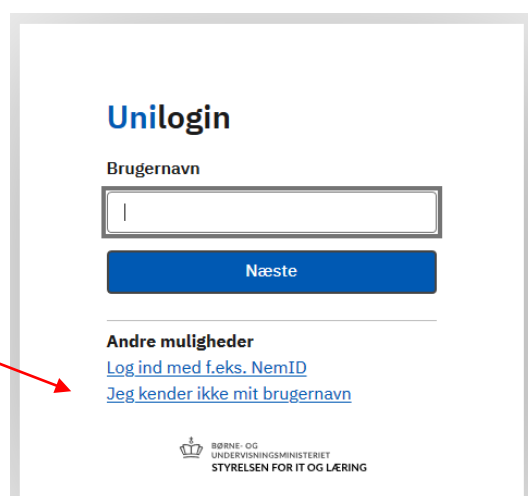 Unilogin
Brugernavn
Næste
Andre muligheder
Log ind med f.eks. NemID
Jeg kender ikke mit brugernavn
BØRNE- OG
UNDERVISNINGSMINISTERIET
STYRELSEN FOR IT OG LÆRING